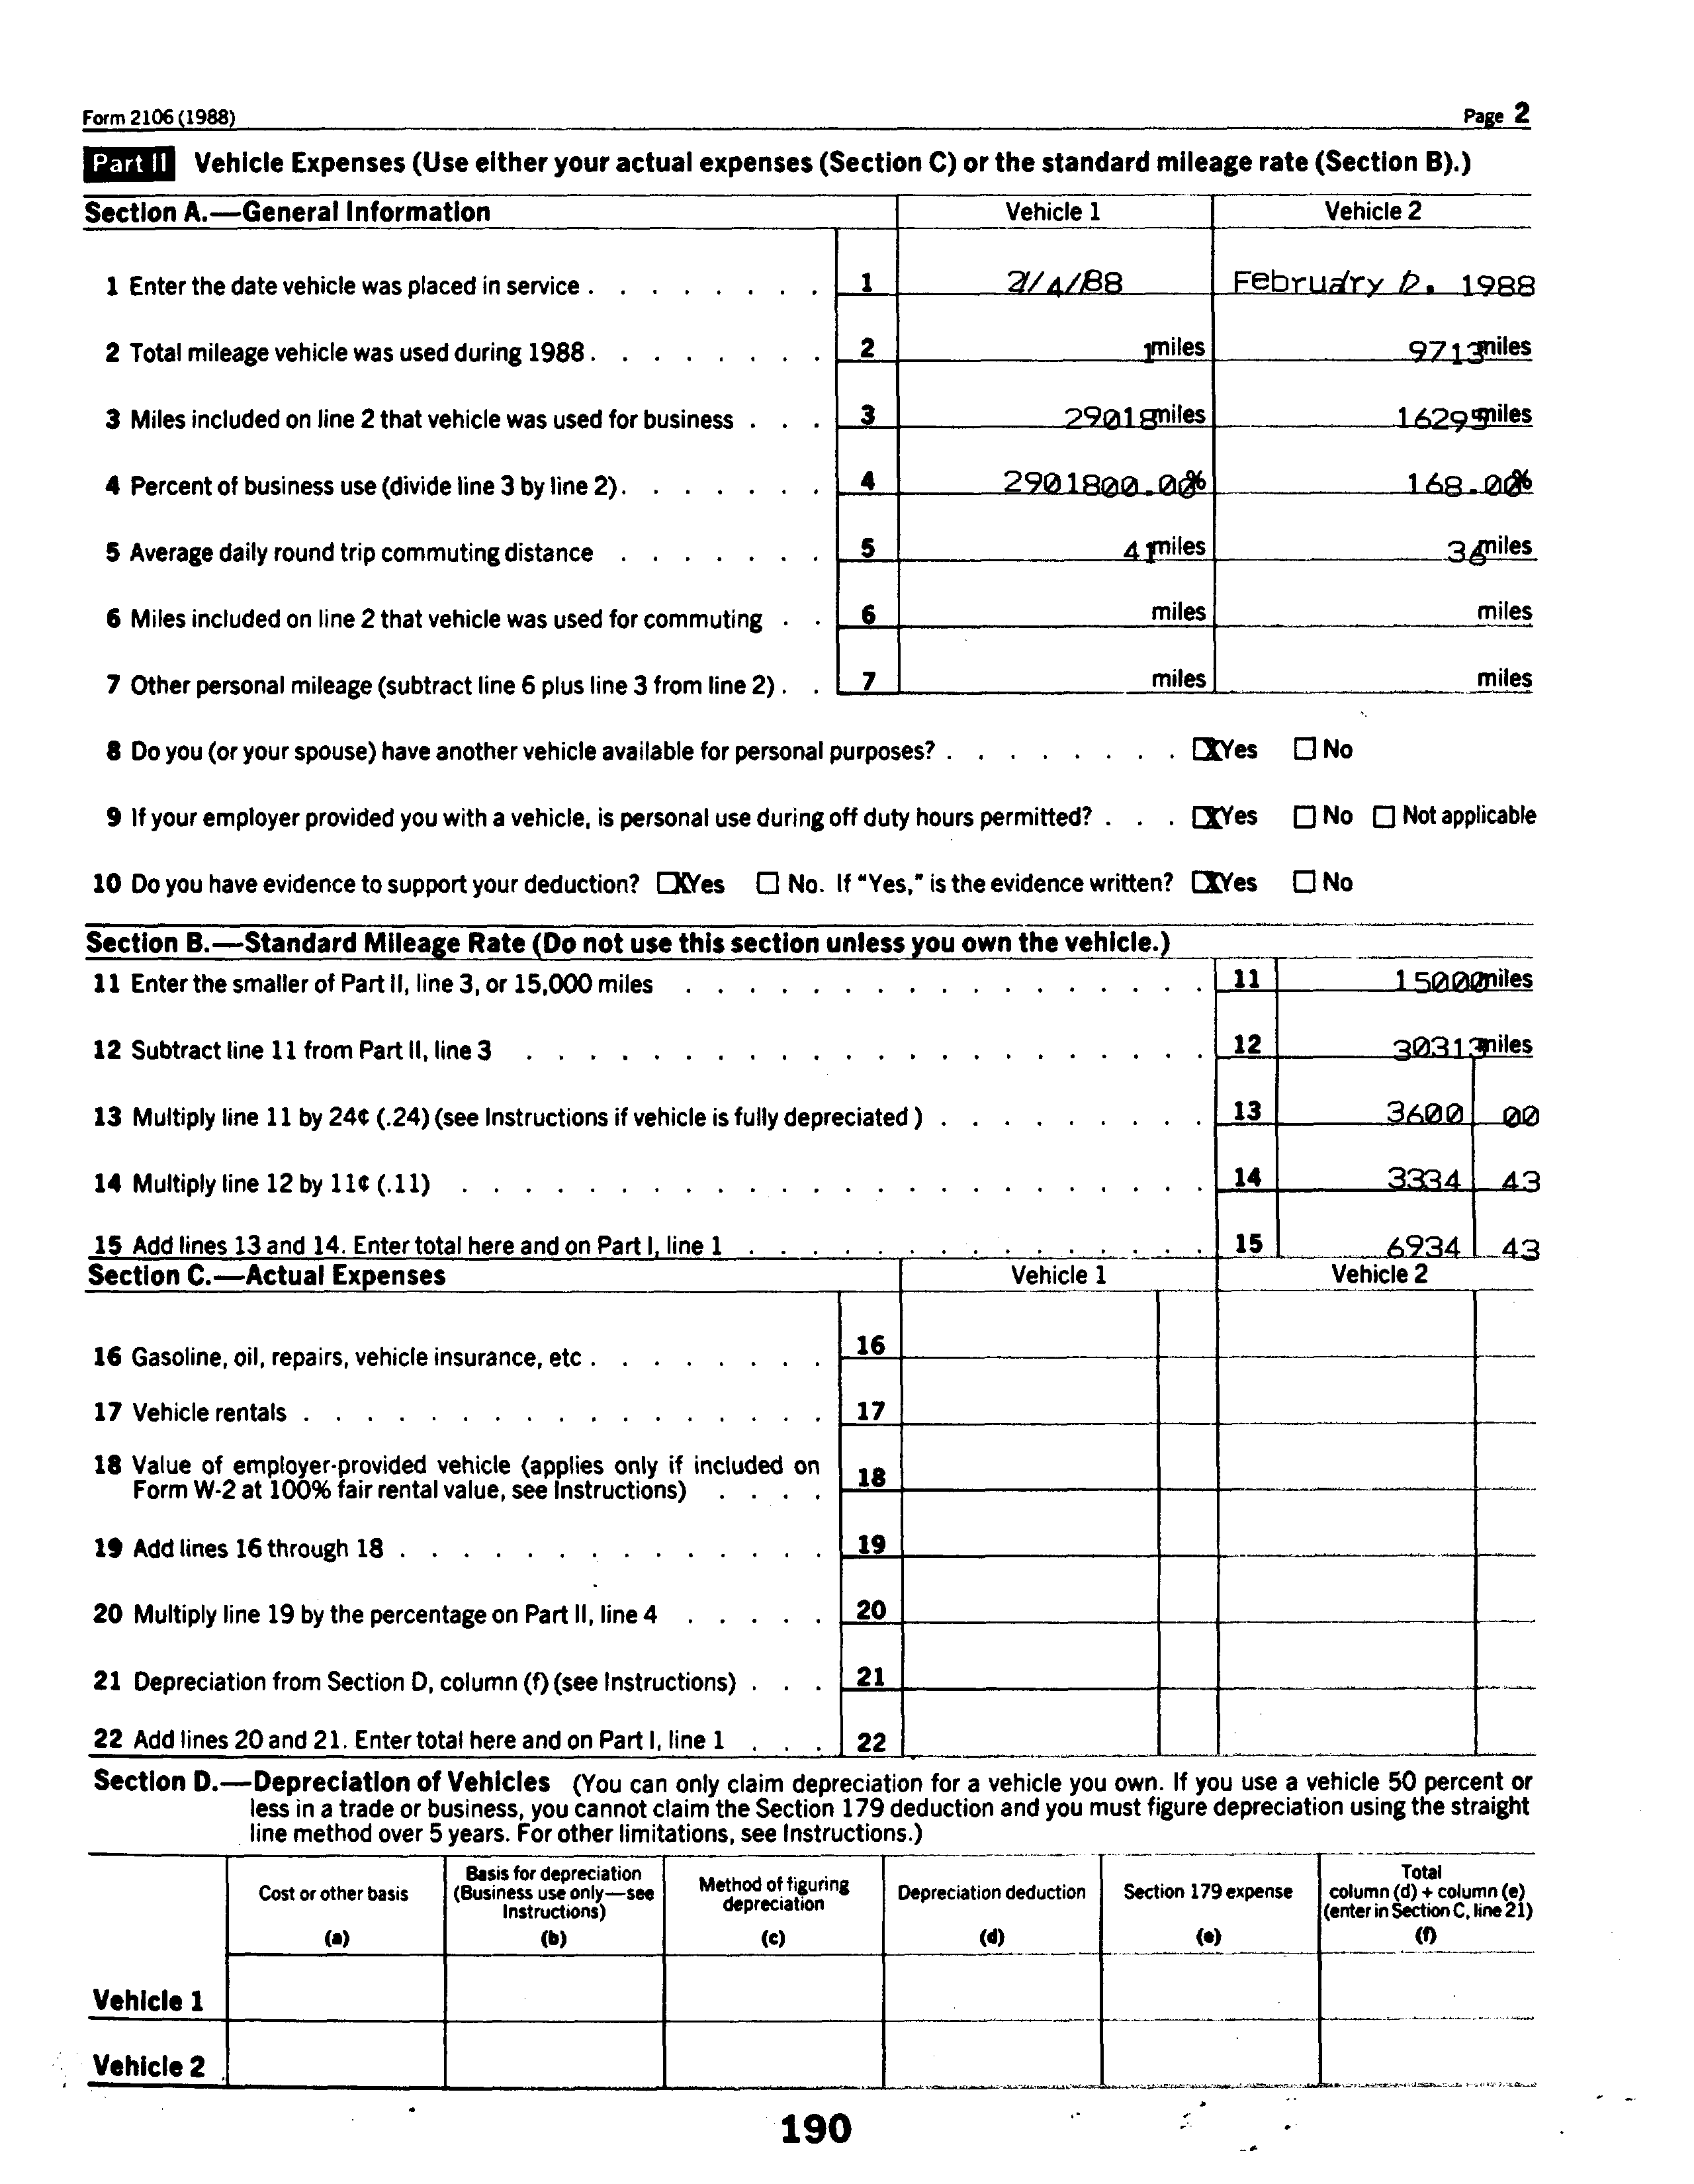 Form 2106 (1988) Page 2
Part II Vehicle Expenses (Use either your actual expenses (Section C) or the standard mileage rate (Section B).)
Section A.—General Information Vehicle 1 Vehicle 2
1 Enter the date vehicle was placed in service . . . . . . . . 1 2/4/88 February 2, 1988
2 Total mileage vehicle was used during 1988 . . . . . . . . 2 1 miles 9713 miles
3 Miles included on line 2 that vehicle was used for business . . . 3 29018 miles 16295 miles
4 Percent of business use (divide line 3 by line 2) . . . . . . . 4 2901800.00% 168.00%
5 Average daily round trip commuting distance . . . . . . . 5 41 miles 36 miles
6 Miles included on line 2 that vehicle was used for commuting . . 6 miles miles
7 Other personal mileage (subtract line 6 plus line 3 from line 2) . . 7 miles miles
8 Do you (or your spouse) have another vehicle available for personal purposes? . . . . . . . . X Yes No
9 If your employer provided you with a vehicle, is personal use during off duty hours permitted? . . . X Yes No Not applicable
10 Do you have evidence to support your deduction? X Yes No. If "Yes," is the evidence written? X Yes No
Section B.—Standard Mileage Rate (Do not use this section unless you own the vehicle.)
11 Enter the smaller of Part II, line 3, or 15,000 miles . . . . . . . . . . . . . . . . . 11 15000 miles
12 Subtract line 11 from Part II, line 3 . . . . . . . . . . . . . . . . . . . . . . 12 30313 miles
13 Multiply line 11 by 24¢ (.24) (see Instructions if vehicle is fully depreciated ) . . . . . . . . . 13 3600 00
14 Multiply line 12 by 11¢ (.11) . . . . . . . . . . . . . . . . . . . . . . . . 14 3334 43
15 Add lines 13 and 14. Enter total here and on Part I, line 1 . . . . . . . . . . . . . . . 15 6934 43
Section C.—Actual Expenses Vehicle 1 Vehicle 2
16 Gasoline, oil, repairs, vehicle insurance, etc . . . . . . . . 16
17 Vehicle rentals . . . . . . . . . . . . . . . . . 17
18 Value of employer-provided vehicle (applies only if included on
Form W-2 at 100% fair rental value, see Instructions) . . . . 18
19 Add lines 16 through 18 . . . . . . . . . . . . . . 19
20 Multiply line 19 by the percentage on Part II, line 4 . . . . . 20
21 Depreciation from Section D, column (f) (see Instructions) . . . 21
22 Add lines 20 and 21. Enter total here and on Part I, line 1 . . . 22
Section D.—Depreciation of Vehicles (You can only claim depreciation for a vehicle you own. If you use a vehicle 50 percent or
less in a trade or business, you cannot claim the Section 179 deduction and you must figure depreciation using the straight
line method over 5 years. For other limitations, see Instructions.)
Cost or other basis (a)
Basis for depreciation (Business use only—see Instructions) (b)
Method of figuring depreciation (c)
Depreciation deduction (d)
Section 179 expense (e)
Total column (d) + column (e) (enter in Section C, line 21) (f)
Vehicle 1
Vehicle 2
190